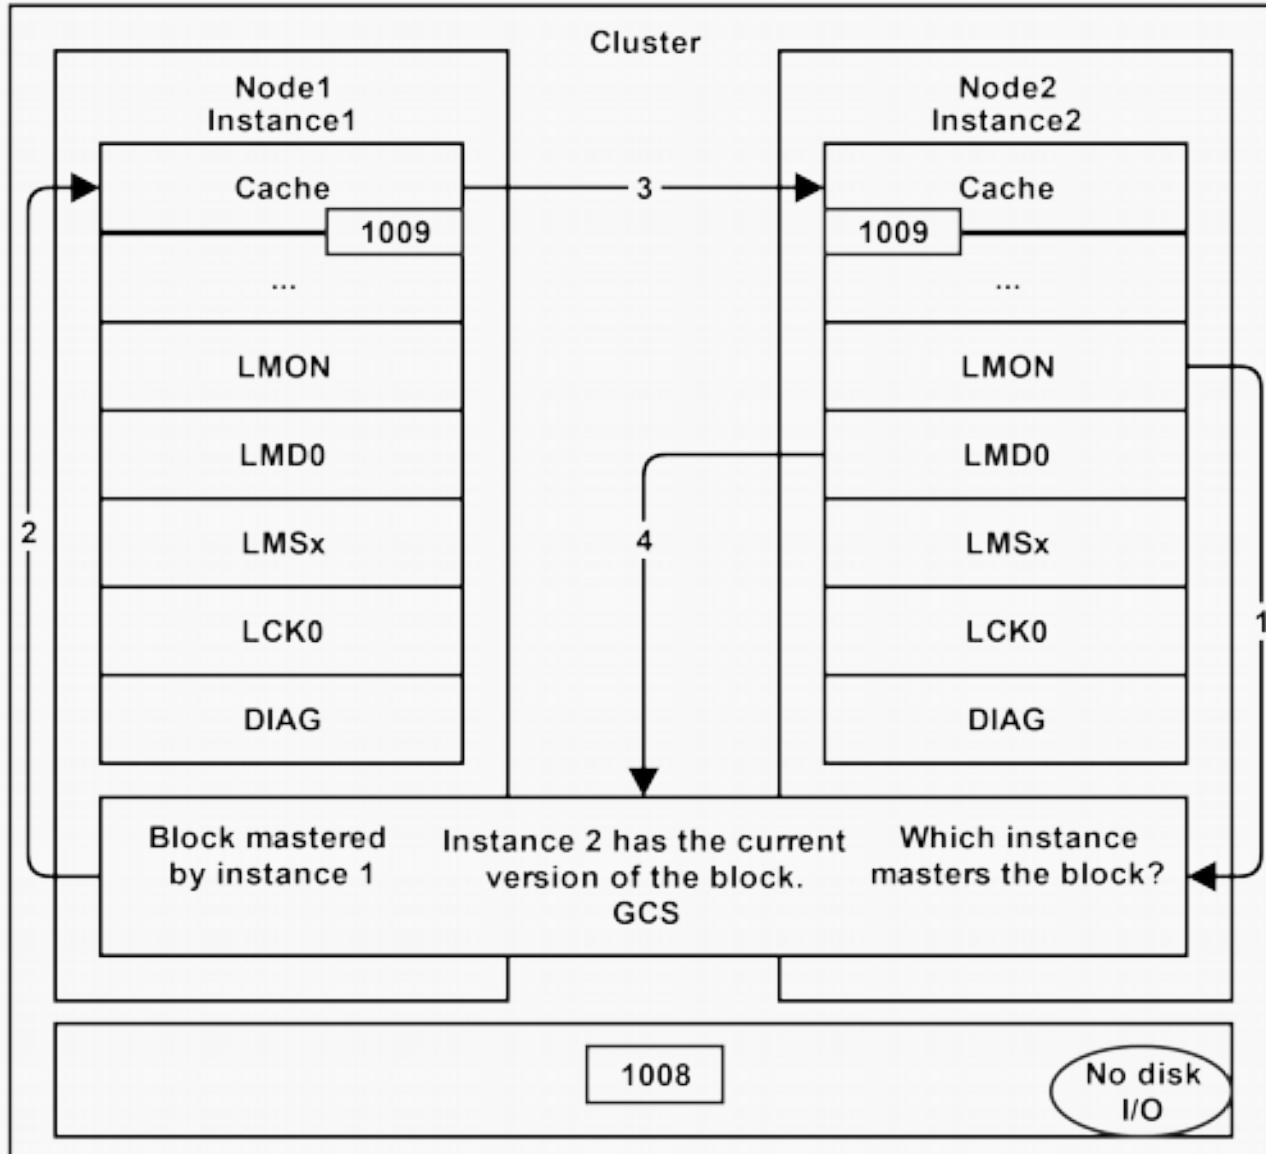 Cluster
Node1
Instance1
Cache
1009
...
LMON
LMD0
LMSx
LCK0
DIAG
Node2
Instance2
Cache
1009
...
LMON
LMD0
LMSx
LCK0
DIAG
3
2
4
1
Block mastered
by instance 1
Instance 2 has the current
version of the block.
GCS
Which instance
masters the block?
1008
No disk
I/O